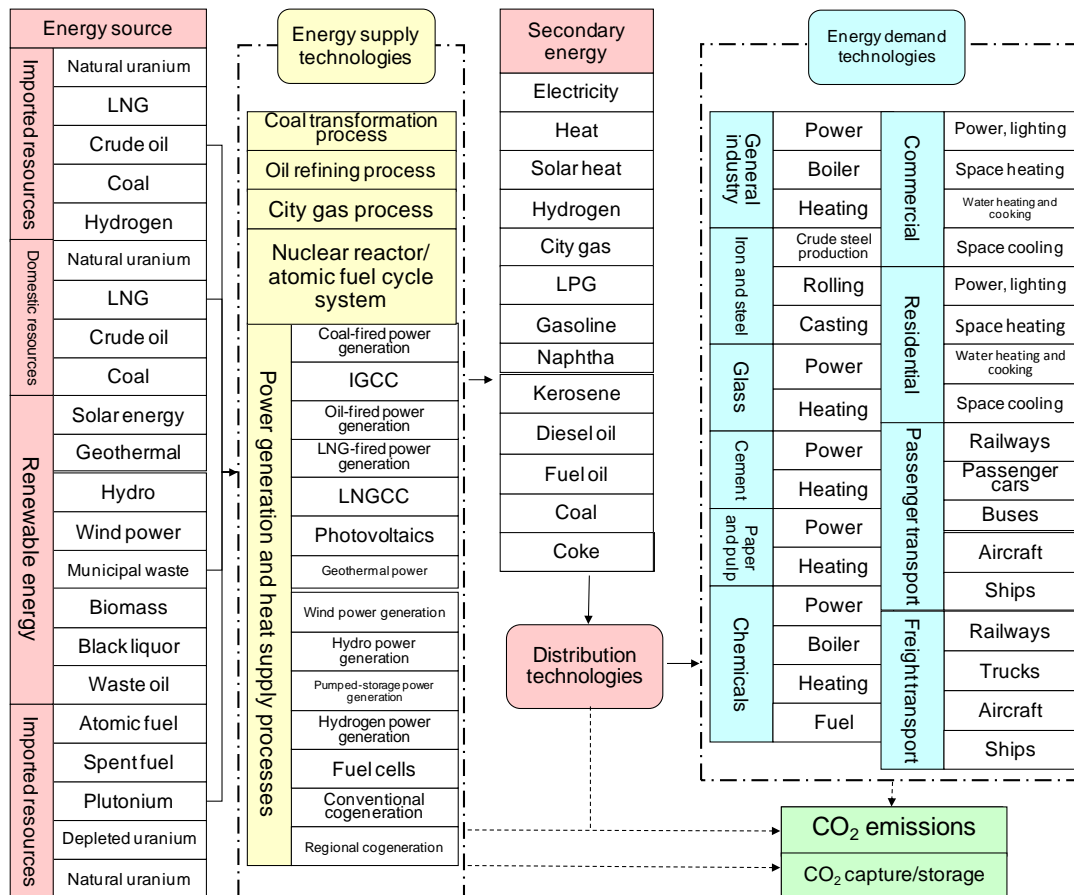 Energy source
Imported resources
Natural uranium
LNG
Crude oil
Coal
Hydrogen
Domestic resources
Natural uranium
LNG
Crude oil
Coal
Renewable energy
Solar energy
Geothermal
Hydro
Wind power
Municipal waste
Biomass
Black liquor
Waste oil
Imported resources
Atomic fuel
Spent fuel
Plutonium
Depleted uranium
Natural uranium
Energy supply
technologies
Coal transformation
process
Oil refining process
City gas process
Nuclear reactor/
atomic fuel cycle
system
Power generation and heat supply processes
Coal-fired power
generation
IGCC
Oil-fired power
generation
LNG-fired power
generation
LNGCC
Photovoltaics
Geothermal power
Wind power generation
Hydro power
generation
Pumped-storage power
generation
Hydrogen power
generation
Fuel cells
Conventional
cogeneration
Regional cogeneration
Secondary
energy
Electricity
Heat
Solar heat
Hydrogen
City gas
LPG
Gasoline
Naphtha
Kerosene
Diesel oil
Fuel oil
Coal
Coke
Distribution
technologies
Energy demand
technologies
General
industry
Power
Boiler
Heating
Iron and steel
Crude steel
production
Rolling
Casting
Glass
Power
Heating
Cement
Power
Heating
Paper
and pulp
Power
Heating
Chemicals
Power
Boiler
Heating
Fuel
Commercial
Power, lighting
Space heating
Water heating and
cooking
Space cooling
Residential
Power, lighting
Space heating
Water heating and
cooking
Space cooling
Passenger transport
Railways
Passenger
cars
Buses
Aircraft
Ships
Freight transport
Railways
Trucks
Aircraft
Ships
CO₂ emissions
CO₂ capture/storage